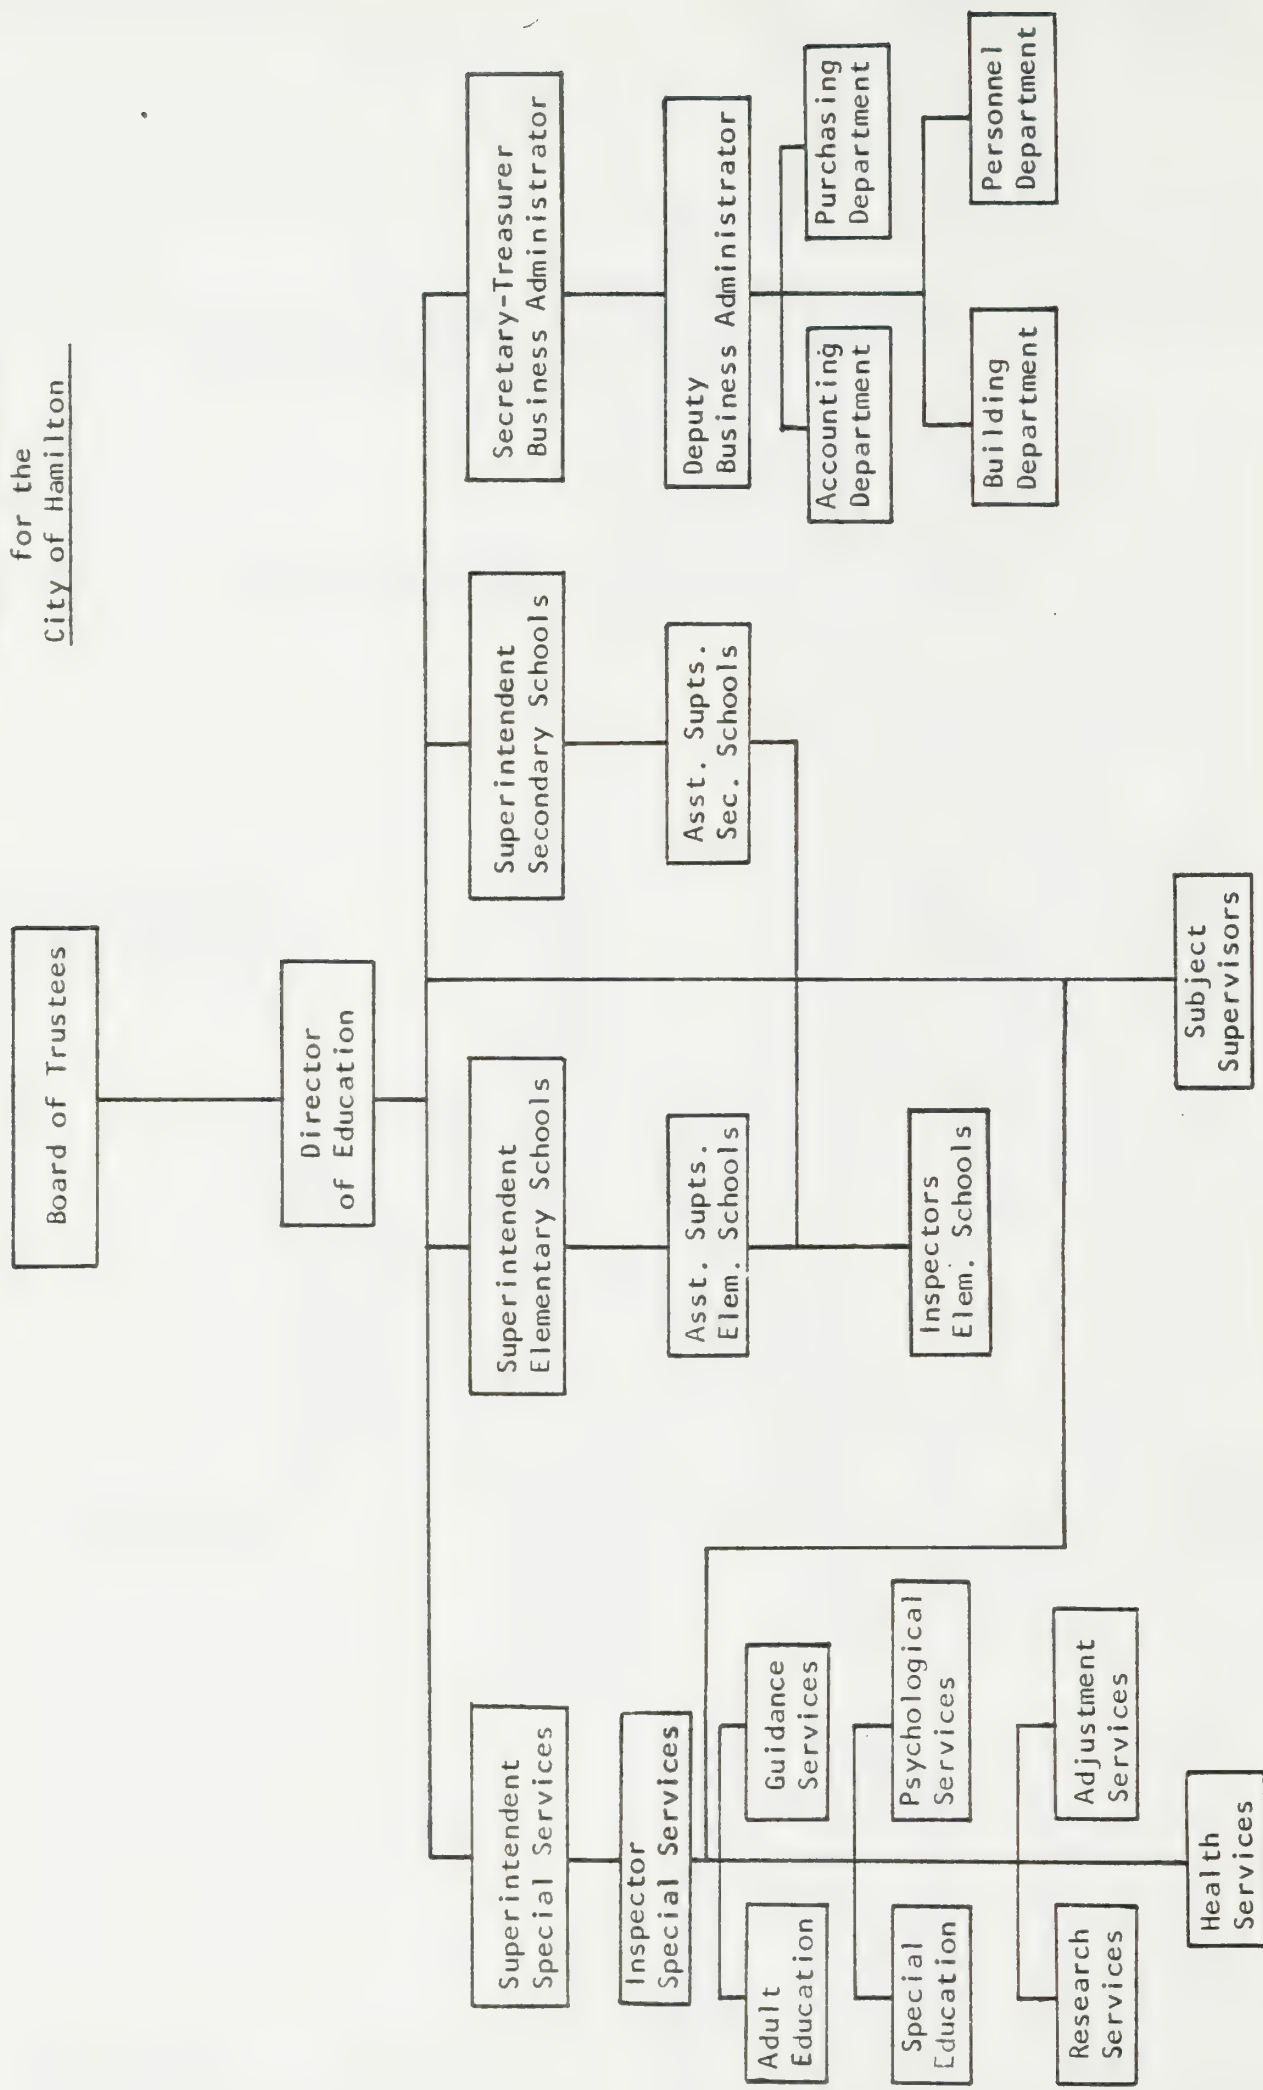 for the
City of Hamilton
Board of Trustees
Director
of Education
Superintendent
Special Services
Superintendent
Elementary Schools
Superintendent
Secondary Schools
Secretary-Treasurer
Business Administrator
Inspector
Special Services
Asst. Supts.
Elem. Schools
Asst. Supts.
Sec. Schools
Deputy
Business Administrator
Adult
Education
Guidance
Services
Accounting
Department
Purchasing
Department
Special
Education
Psychological
Services
Inspectors
Elem. Schools
Building
Department
Personnel
Department
Research
Services
Adjustment
Services
Health
Services
Subject
Supervisors